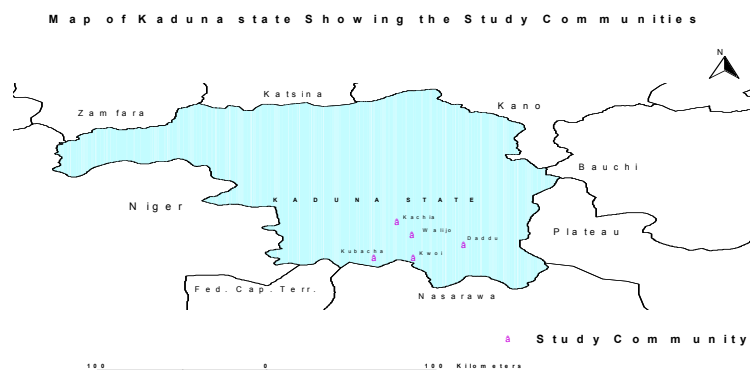 Map of Kaduna state Showing the Study Communities
N
Katsina
Kano
Zamfara
Bauchi
Niger
KADUNA STATE
â Kachia
â Walijo
Plateau
â Daddu
Kubacha â
â Kwoi
Fed. Cap. Terr.
Nasarawa
â Study Community
100 0 100 Kilometers